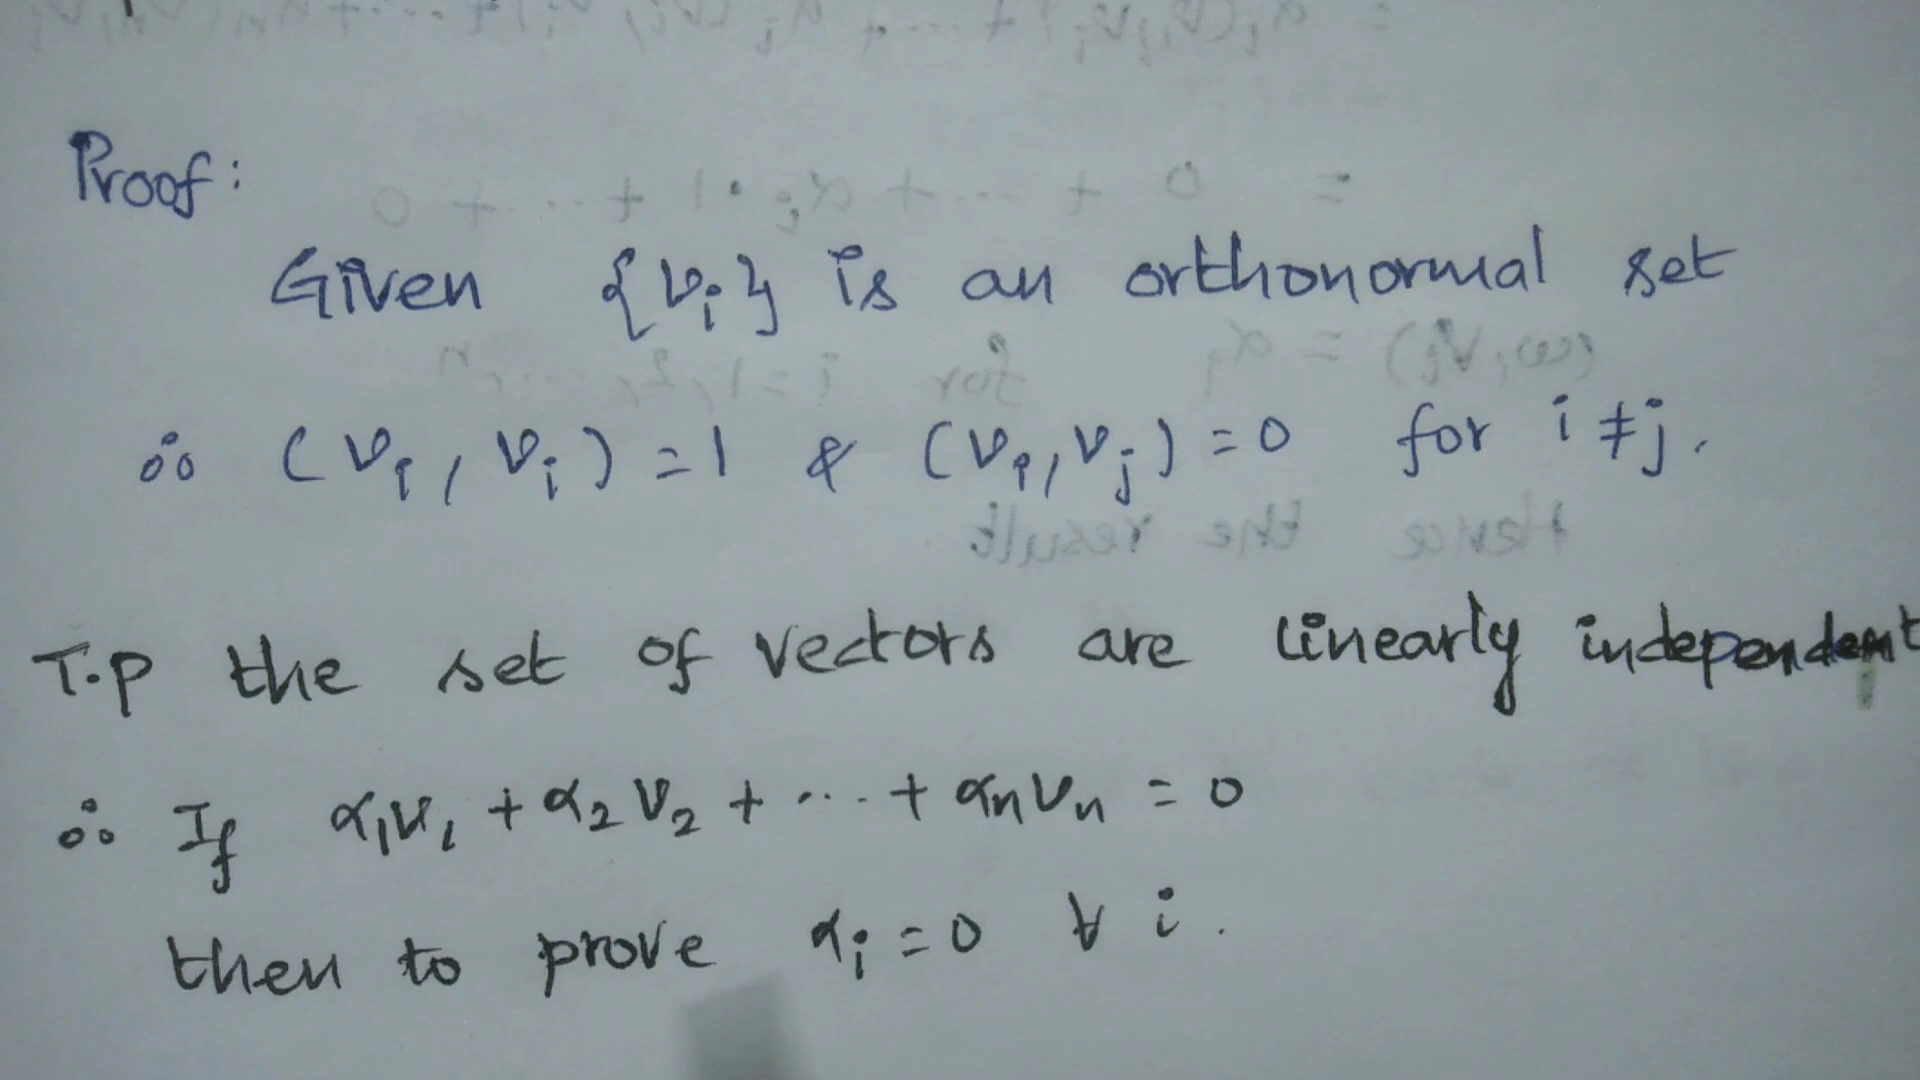 Proof:
Given {vᵢ} is an orthonormal set
∴ (vᵢ, vᵢ) = 1 & (vᵢ, vⱼ) = 0 for i ≠ j.
T.P the set of vectors are linearly independent
∴ If α₁v₁ + α₂v₂ + ... + αₙvₙ = 0
then to prove αᵢ = 0 ∀ i.